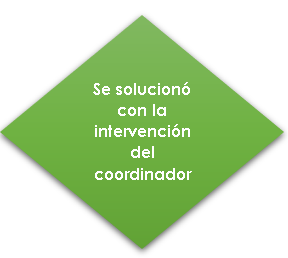 Se solucionó
con la
intervención
del
coordinador